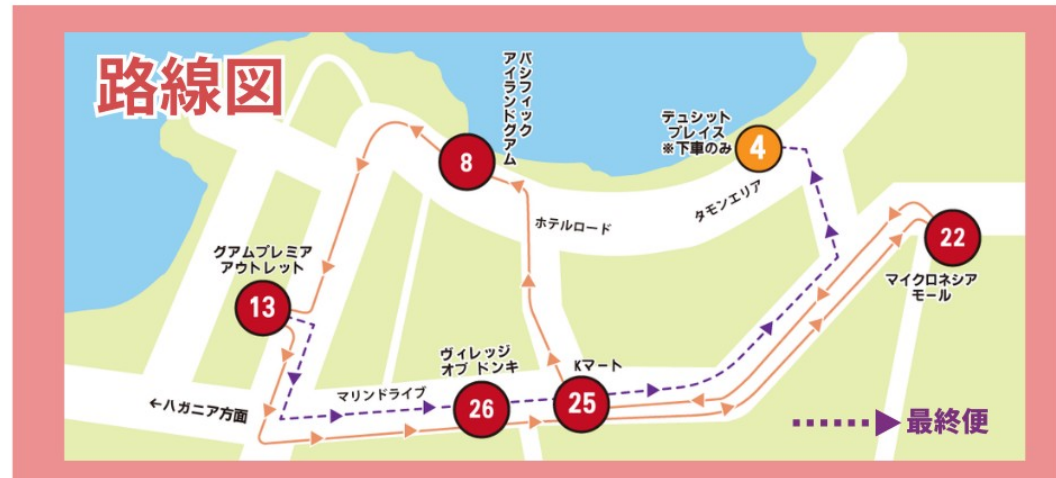 路線図
パシフィック
アイランドグアム
8
デュシット
プレイス
※下車のみ
4
タモンエリア
ホテルロード
22
マイクロネシア
モール
グアムプレミア
アウトレット
13
ヴィレッジ
オブ ドンキ
26
Kマート
25
マリンドライブ
←ハガニア方面
最終便